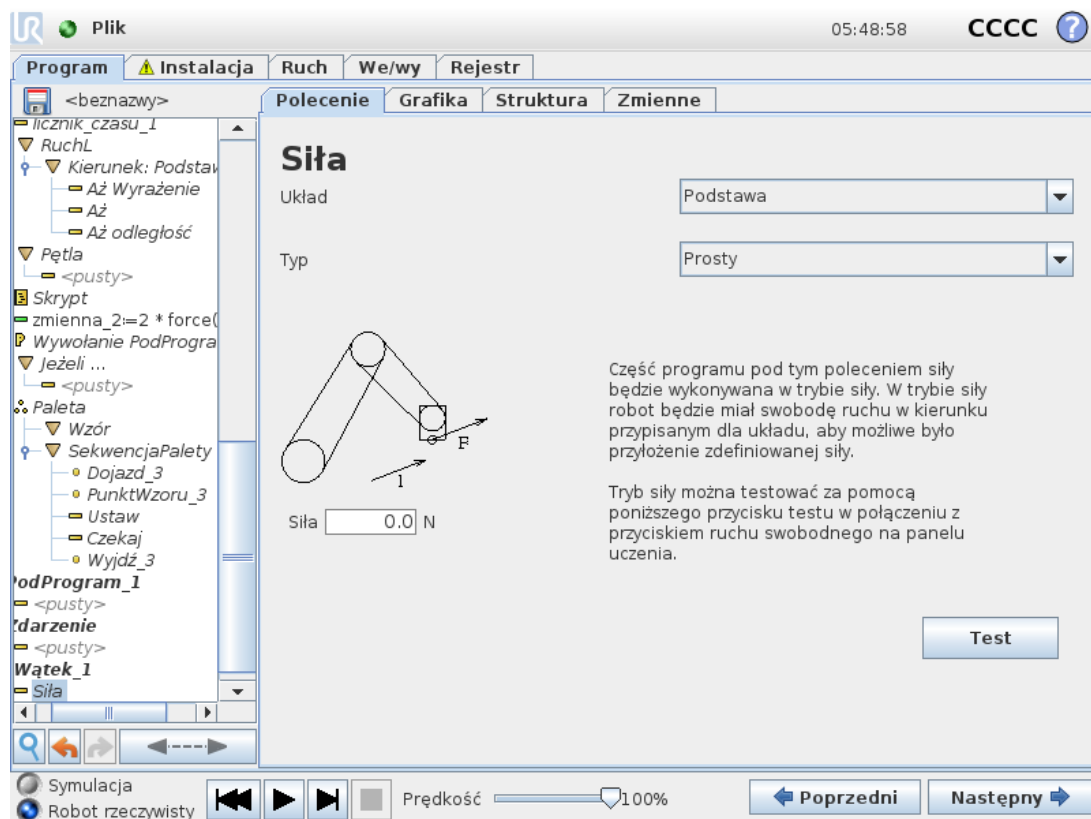 UR
Plik
05:48:58
CCCC
?
Program
Instalacja
Ruch
We/wy
Rejestr
<beznazwy>
Polecenie
Grafika
Struktura
Zmienne
licznik_czasu_1
RuchL
Kierunek: Podstaw
Aż Wyrażenie
Aż
Aż odległość
Pętla
<pusty>
Skrypt
zmienna_2:=2 * force(
Wywołanie PodProgra
Jeżeli ...
<pusty>
Paleta
Wzór
SekwencjaPalety
Dojazd_3
PunktWzoru_3
Ustaw
Czekaj
Wyjdź_3
PodProgram_1
<pusty>
Zdarzenie
<pusty>
Wątek_1
Siła
Siła
Układ
Podstawa
Typ
Prosty
F
1
Siła 0.0 N
Część programu pod tym poleceniem siły
będzie wykonywana w trybie siły. W trybie siły
robot będzie miał swobodę ruchu w kierunku
przypisanym dla układu, aby możliwe było
przyłożenie zdefiniowanej siły.
Tryb siły można testować za pomocą
poniższego przycisku testu w połączeniu z
przyciskiem ruchu swobodnego na panelu
uczenia.
Test
Symulacja
Robot rzeczywisty
Prędkość
100%
Poprzedni
Następny